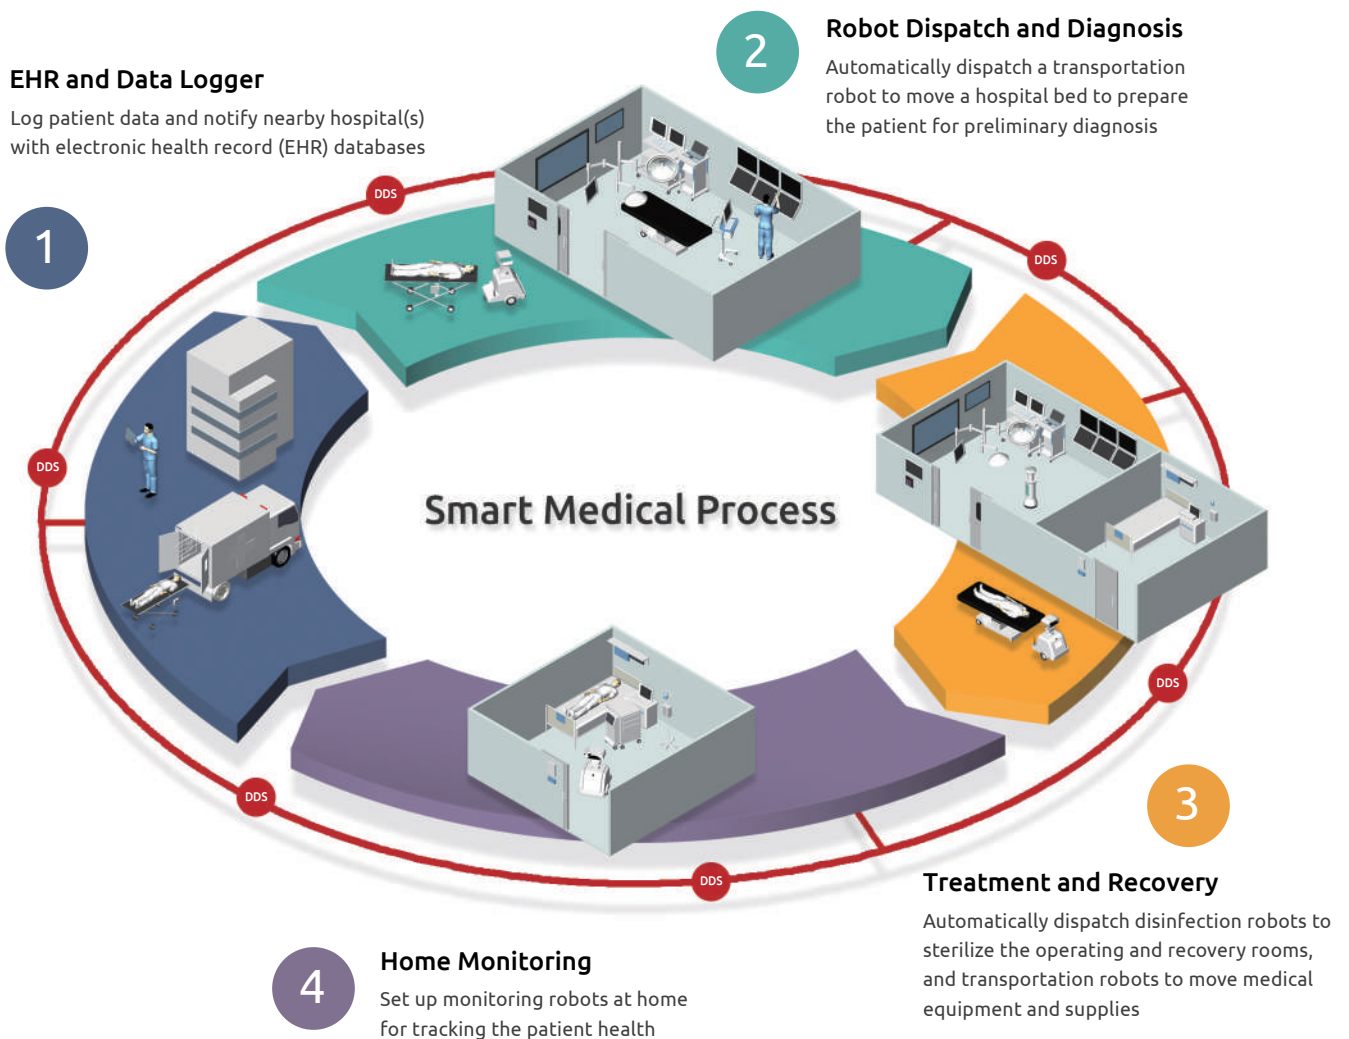 EHR and Data Logger
Log patient data and notify nearby hospital(s)
with electronic health record (EHR) databases
1
2
Robot Dispatch and Diagnosis
Automatically dispatch a transportation
robot to move a hospital bed to prepare
the patient for preliminary diagnosis
DDS
DDS
DDS
Smart Medical Process
DDS
DDS
DDS
3
Treatment and Recovery
Automatically dispatch disinfection robots to
sterilize the operating and recovery rooms,
and transportation robots to move medical
equipment and supplies
4
Home Monitoring
Set up monitoring robots at home
for tracking the patient health